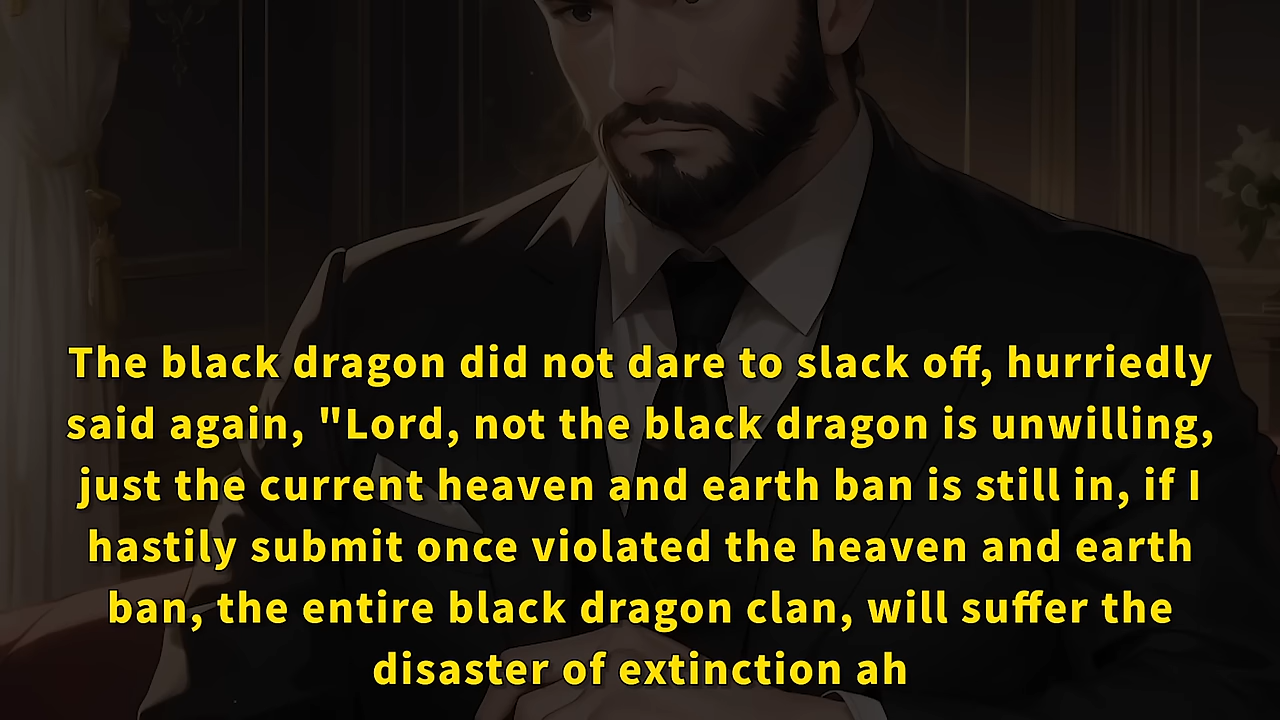 The black dragon did not dare to slack off, hurriedly
said again, "Lord, not the black dragon is unwilling,
just the current heaven and earth ban is still in, if I
hastily submit once violated the heaven and earth
ban, the entire black dragon clan, will suffer the
disaster of extinction ah